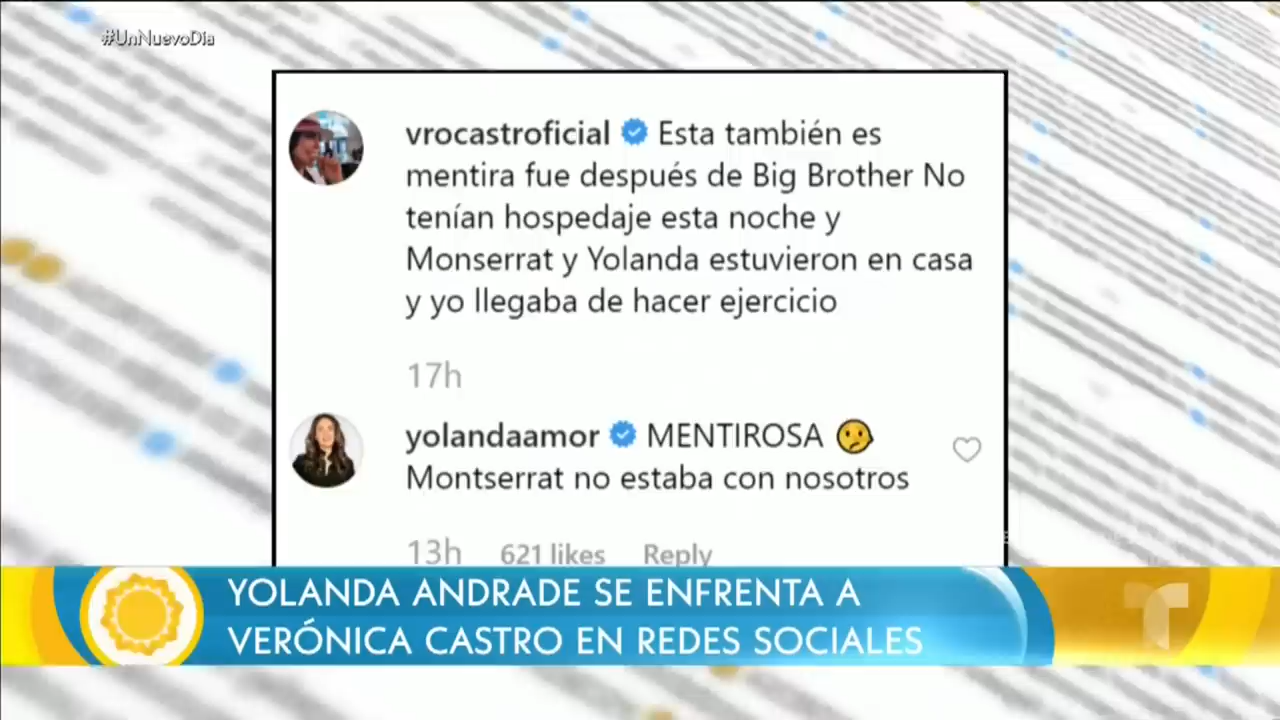 #UnNuevoDía
vrocastroficial Esta también es
mentira fue después de Big Brother No
tenían hospedaje esta noche y
Monserrat y Yolanda estuvieron en casa
y yo llegaba de hacer ejercicio
17h
yolandaamor MENTIROSA 🤥
Montserrat no estaba con nosotros
13h 621 likes Reply
YOLANDA ANDRADE SE ENFRENTA A
VERÓNICA CASTRO EN REDES SOCIALES